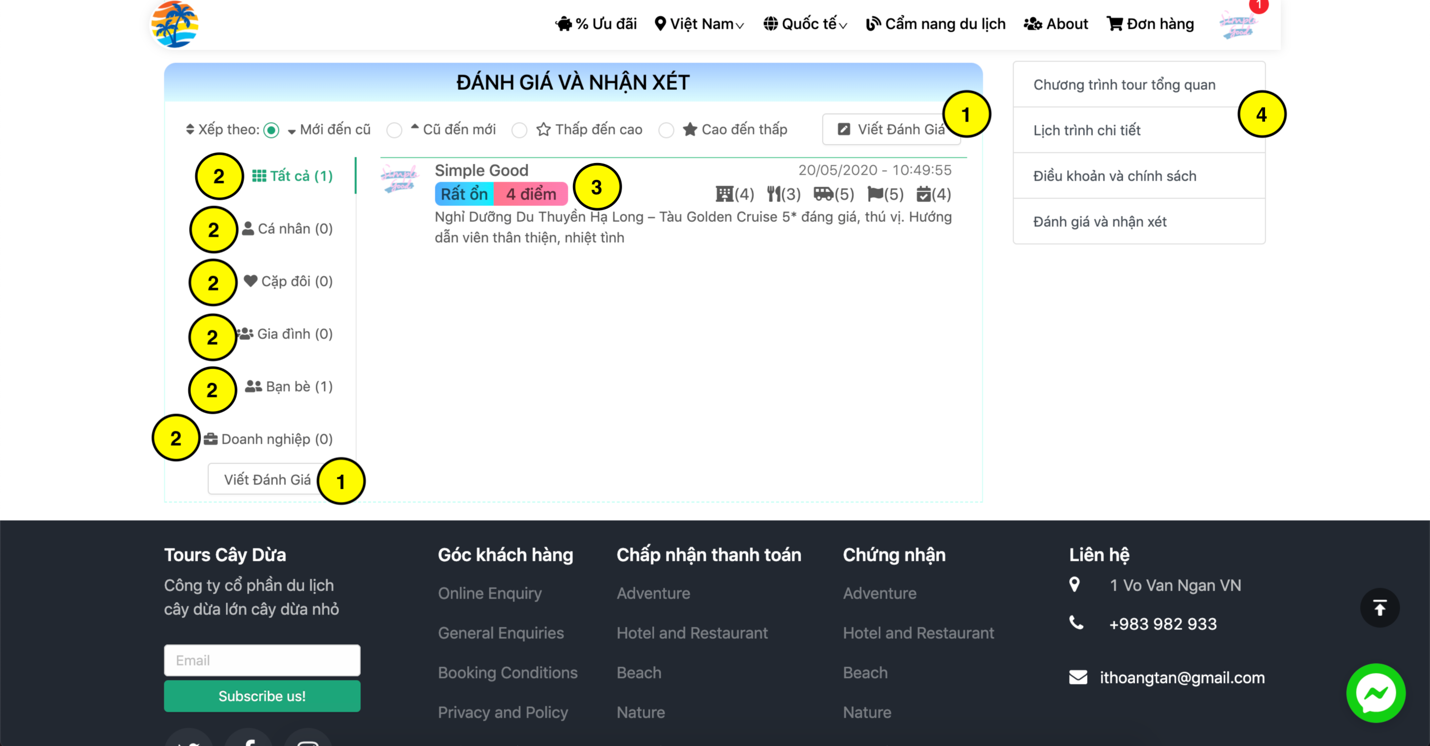 % Ưu đãi Việt Nam Quốc tế Cẩm nang du lịch About Đơn hàng 1
ĐÁNH GIÁ VÀ NHẬN XÉT
Xếp theo: Mới đến cũ Cũ đến mới Thấp đến cao Cao đến thấp Viết Đánh Giá 1
2 Tất cả (1)
2 Cá nhân (0)
2 Cặp đôi (0)
2 Gia đình (0)
2 Bạn bè (1)
2 Doanh nghiệp (0)
Viết Đánh Giá 1
Simple Good 20/05/2020 - 10:49:55
Rất ổn 4 điểm 3 (4) (3) (5) (5) (4)
Nghỉ Dưỡng Du Thuyền Hạ Long – Tàu Golden Cruise 5* đáng giá, thú vị. Hướng
dẫn viên thân thiện, nhiệt tình
Chương trình tour tổng quan
4
Lịch trình chi tiết
Điều khoản và chính sách
Đánh giá và nhận xét
Tours Cây Dừa
Công ty cổ phần du lịch
cây dừa lớn cây dừa nhỏ
Email
Subscribe us!
Góc khách hàng
Online Enquiry
General Enquiries
Booking Conditions
Privacy and Policy
Chấp nhận thanh toán
Adventure
Hotel and Restaurant
Beach
Nature
Chứng nhận
Adventure
Hotel and Restaurant
Beach
Nature
Liên hệ
1 Vo Van Ngan VN
+983 982 933
ithoangtan@gmail.com